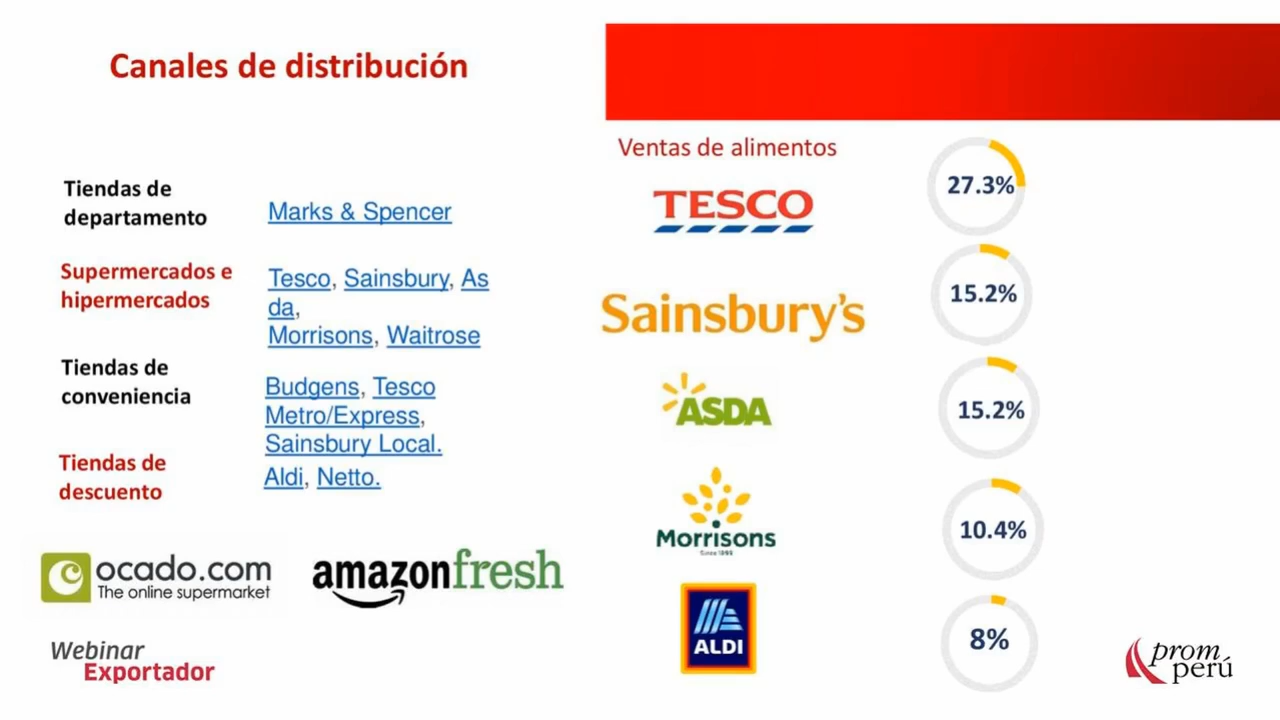 Canales de distribución
Tiendas de
departamento
Marks & Spencer
Supermercados e
hipermercados
Tesco, Sainsbury, As
da,
Morrisons, Waitrose
Tiendas de
conveniencia
Budgens, Tesco
Metro/Express,
Sainsbury Local.
Tiendas de
descuento
Aldi, Netto.
ocado.com
The online supermarket
amazonfresh
Webinar
Exportador
Ventas de alimentos
TESCO
27.3%
Sainsbury's
15.2%
ASDA
15.2%
Morrisons
Since 1899
10.4%
ALDI
8%
prom
perú